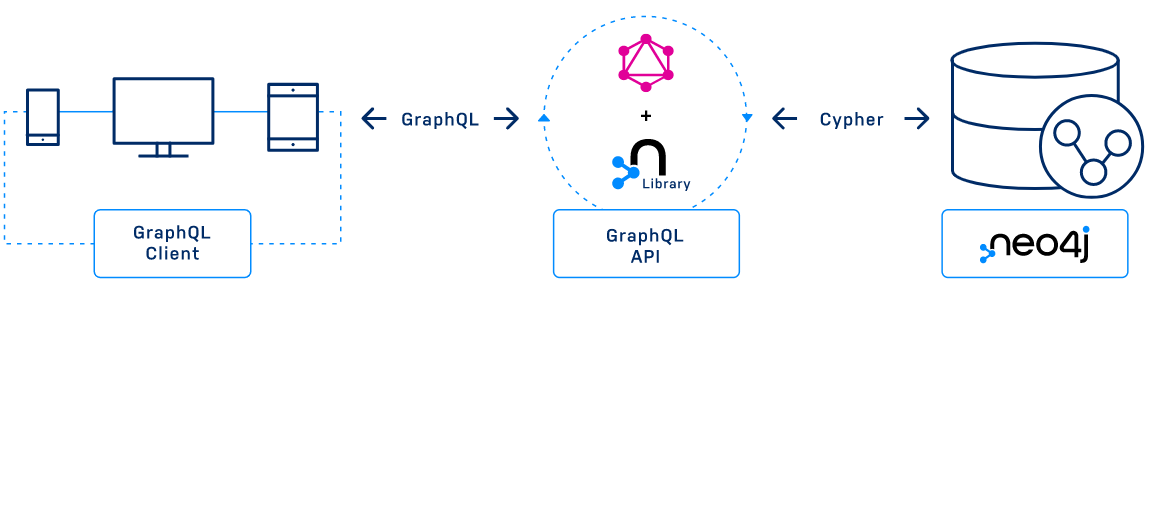 GraphQL
Client
GraphQL
+
n
Library
GraphQL
API
Cypher
neo4j